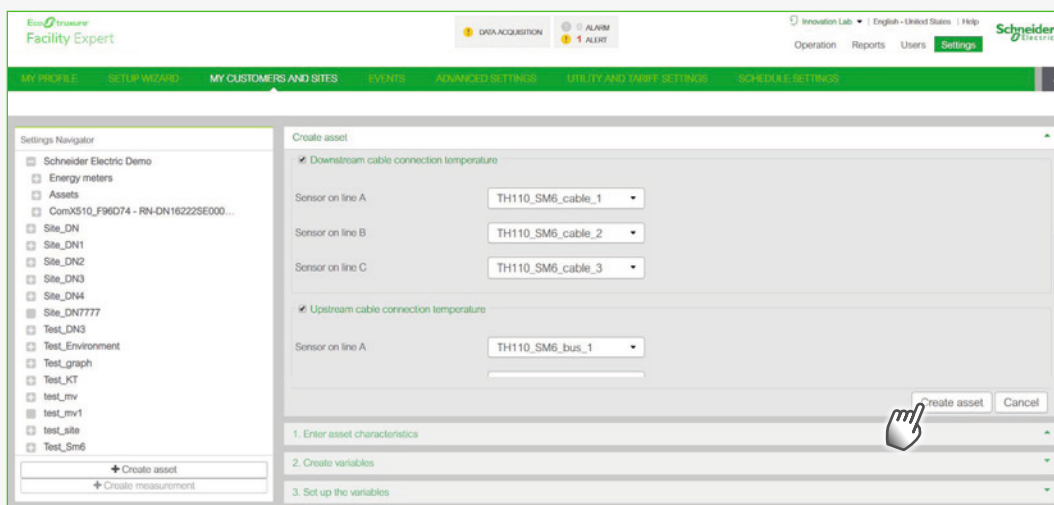 EcoStruxure
Facility Expert
DATA ACQUISITION
0 ALARM
1 ALERT
Innovation Lab | English - United States | Help
Schneider
Electric
Operation Reports Users Settings
MY PROFILE SETUP WIZARD MY CUSTOMERS AND SITES EVENTS ADVANCED SETTINGS UTILITY AND TARIFF SETTINGS SCHEDULE SETTINGS
Settings Navigator
Schneider Electric Demo
Energy meters
Assets
ComX510_F96D74 - RN-DN16222SE000...
Site_DN
Site_DN1
Site_DN2
Site_DN3
Site_DN4
Site_DN7777
Test_DN3
Test_Environment
Test_graph
Test_KT
test_mv
test_mv1
test_site
Test_Sm6
+ Create asset
+ Create measurement
Create asset
Downstream cable connection temperature
Sensor on line A TH110_SM6_cable_1
Sensor on line B TH110_SM6_cable_2
Sensor on line C TH110_SM6_cable_3
Upstream cable connection temperature
Sensor on line A TH110_SM6_bus_1
Create asset Cancel
1. Enter asset characteristics
2. Create variables
3. Set up the variables